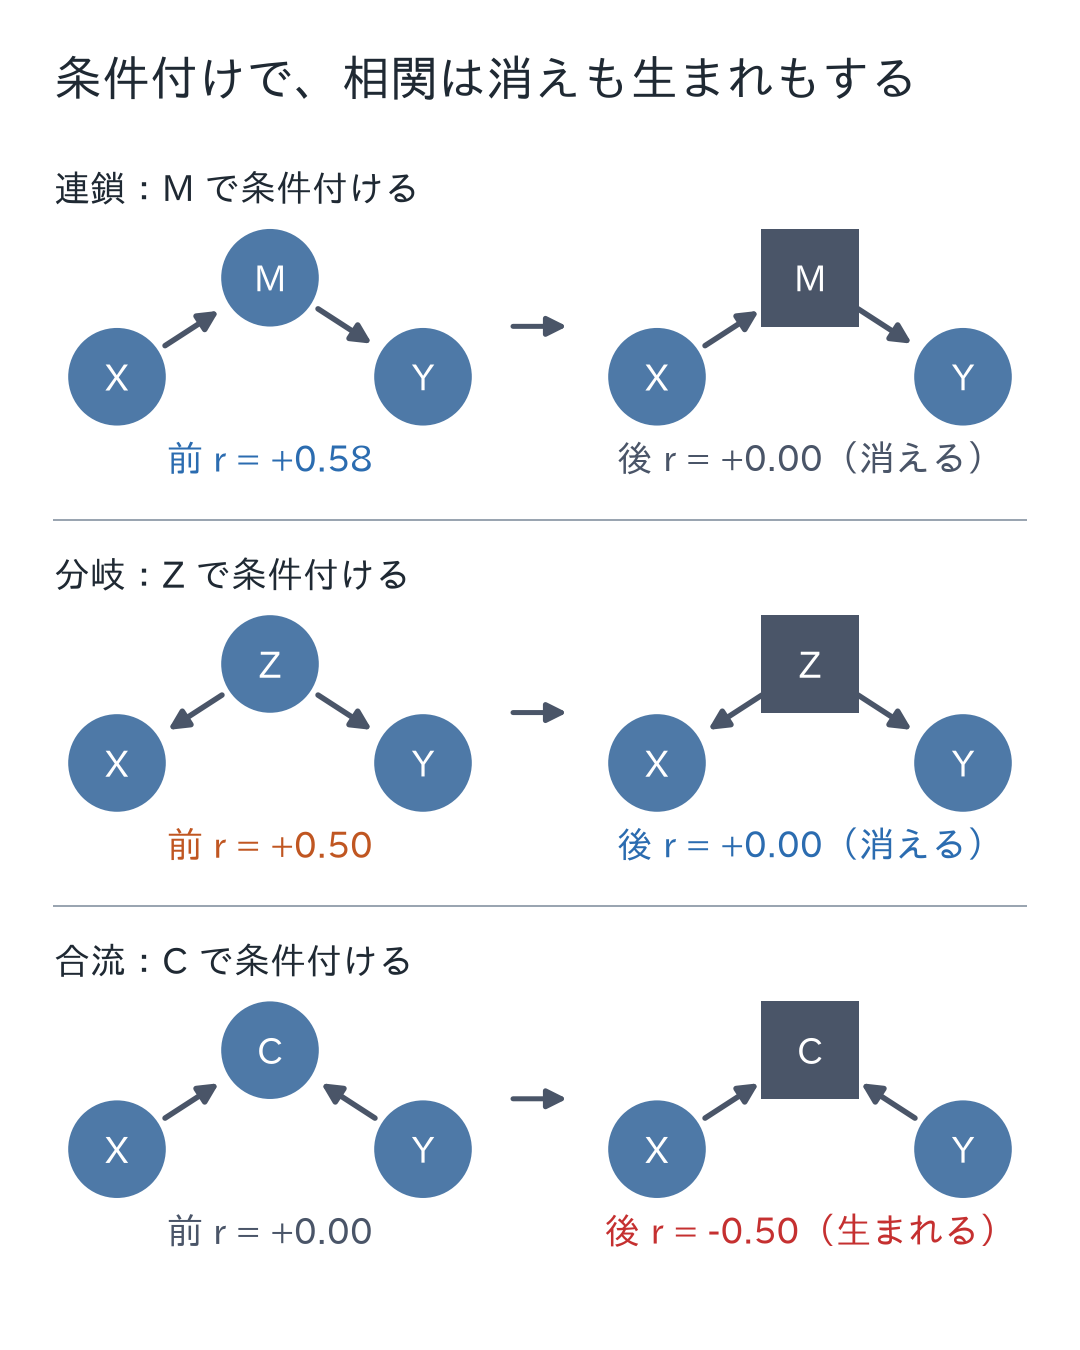 条件付けで、相関は消えも生まれもする
連鎖：M で条件付ける
M
M
X
Y
X
Y
前 r = +0.58
後 r = +0.00（消える）
分岐：Z で条件付ける
Z
Z
X
Y
X
Y
前 r = +0.50
後 r = +0.00（消える）
合流：C で条件付ける
C
C
X
Y
X
Y
前 r = +0.00
後 r = -0.50（生まれる）